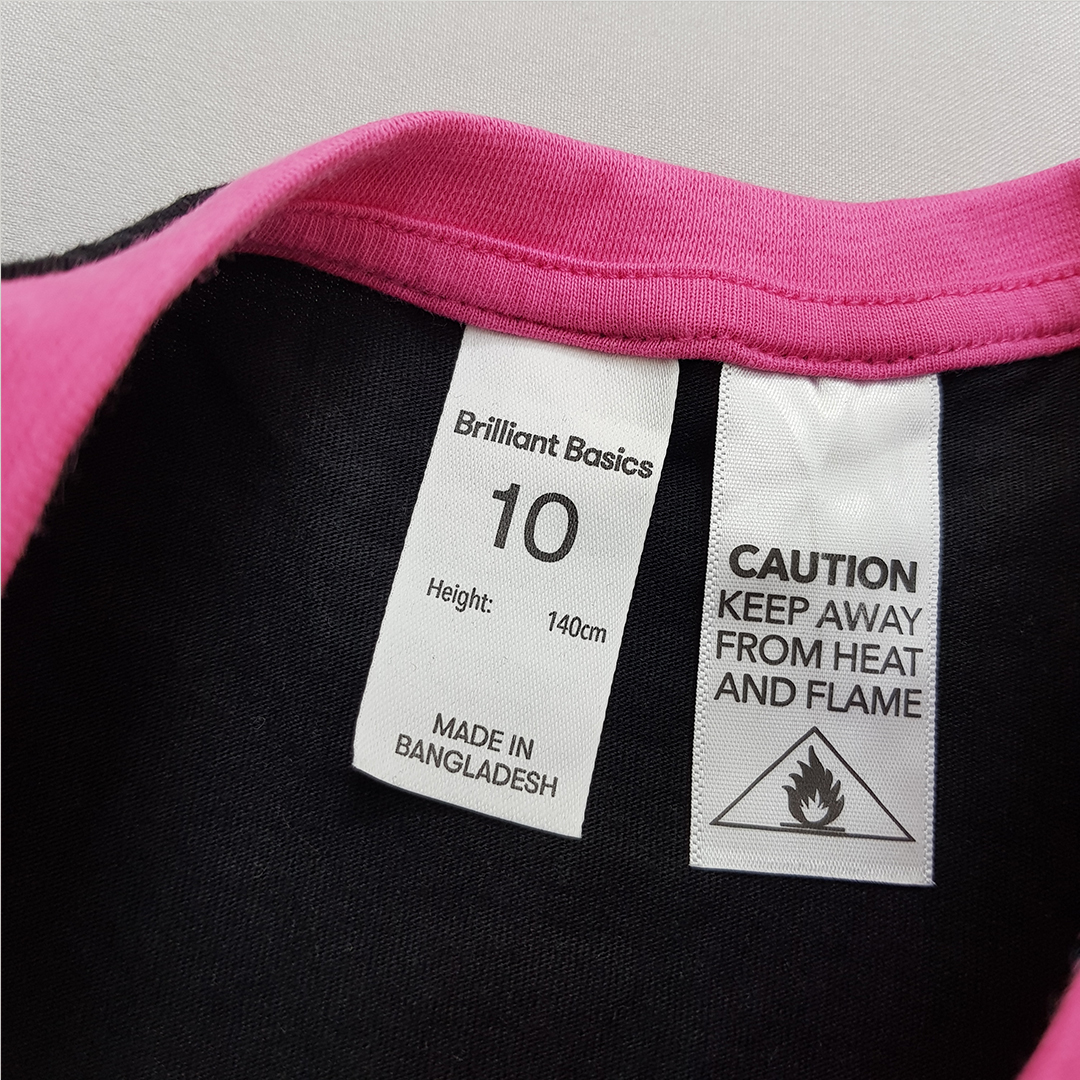 Brilliant Basics
10
Height: 140cm
MADE IN
BANGLADESH
CAUTION
KEEP AWAY
FROM HEAT
AND FLAME